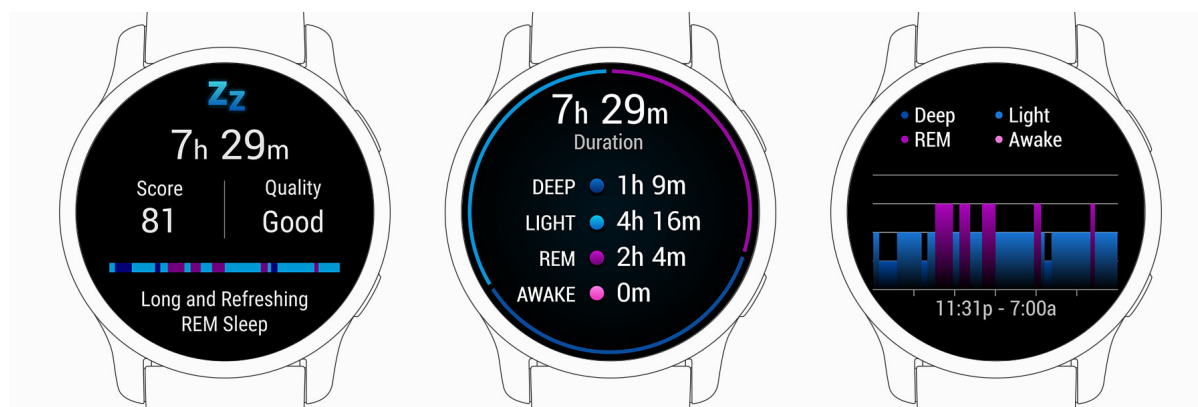 Zz
7h 29m
Score
81
Quality
Good
Long and Refreshing
REM Sleep
7h 29m
Duration
DEEP 1h 9m
LIGHT 4h 16m
REM 2h 4m
AWAKE 0m
Deep Light
REM Awake
11:31p - 7:00a